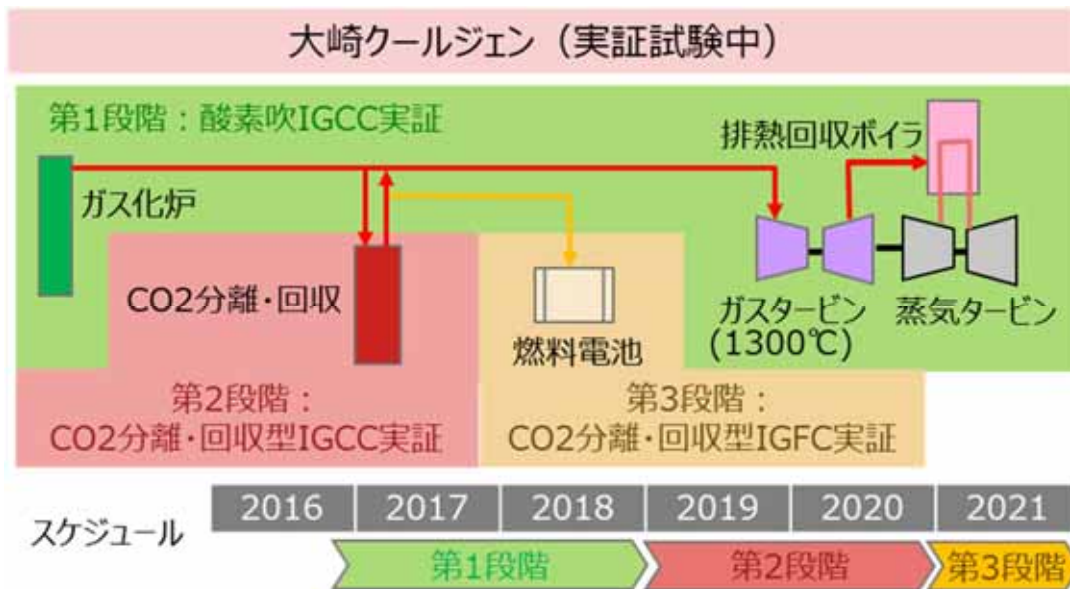 大崎クールジェン（実証試験中）
第1段階：酸素吹IGCC実証
排熱回収ボイラ
ガス化炉
CO2分離・回収
燃料電池
ガスタービン
(1300℃)
蒸気タービン
第2段階：
CO2分離・回収型IGCC実証
第3段階：
CO2分離・回収型IGFC実証
スケジュール
2016
2017
2018
2019
2020
2021
第1段階
第2段階
第3段階